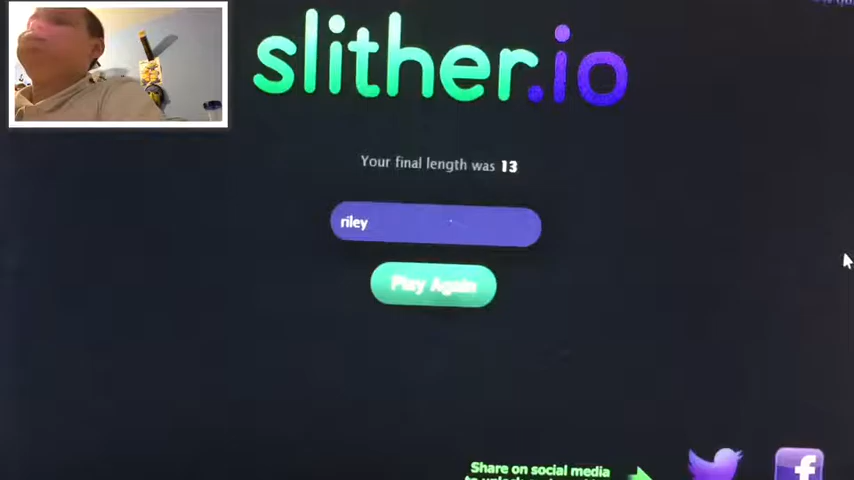 slither.io
Your final length was 13
riley
Play Again
Share on social media